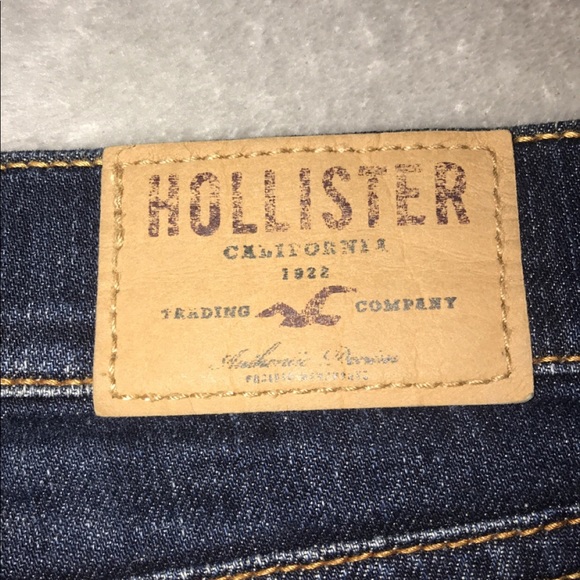 HOLLISTER
CALIFORNIA
1922
TRADING COMPANY
Authentic Denim